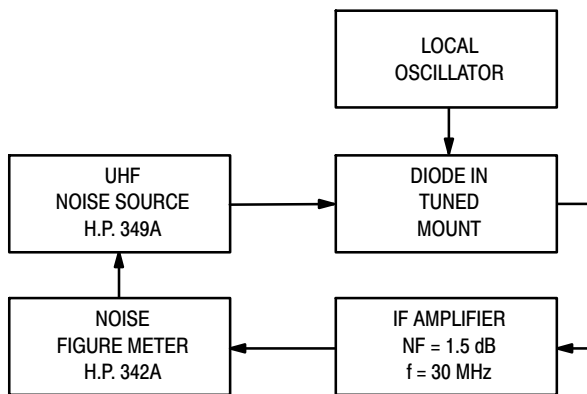 LOCAL
OSCILLATOR
UHF
NOISE SOURCE
H.P. 349A
DIODE IN
TUNED
MOUNT
NOISE
FIGURE METER
H.P. 342A
IF AMPLIFIER
NF = 1.5 dB
f = 30 MHz